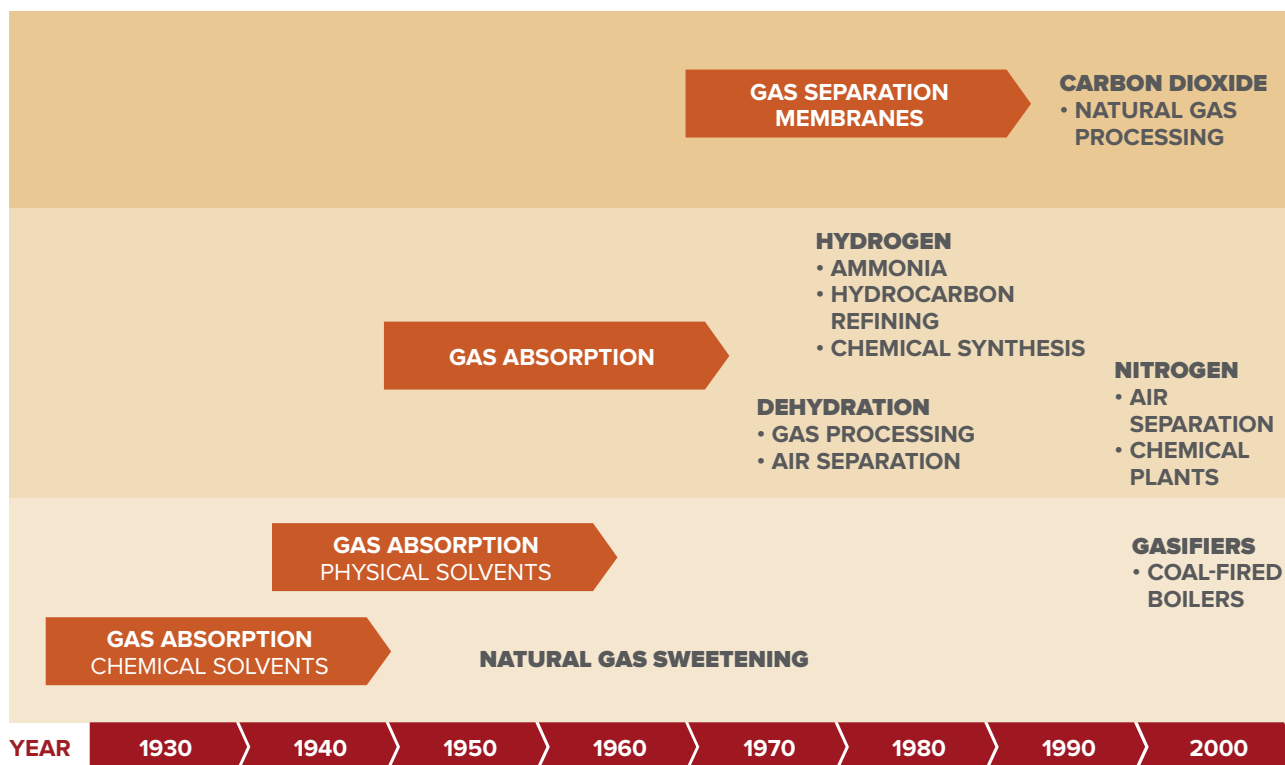 GAS SEPARATION
MEMBRANES
CARBON DIOXIDE
• NATURAL GAS
PROCESSING
HYDROGEN
• AMMONIA
• HYDROCARBON
REFINING
• CHEMICAL SYNTHESIS
GAS ABSORPTION
DEHYDRATION
• GAS PROCESSING
• AIR SEPARATION
NITROGEN
• AIR
SEPARATION
• CHEMICAL
PLANTS
GAS ABSORPTION
PHYSICAL SOLVENTS
GASIFIERS
• COAL-FIRED
BOILERS
GAS ABSORPTION
CHEMICAL SOLVENTS
NATURAL GAS SWEETENING
YEAR 1930 1940 1950 1960 1970 1980 1990 2000